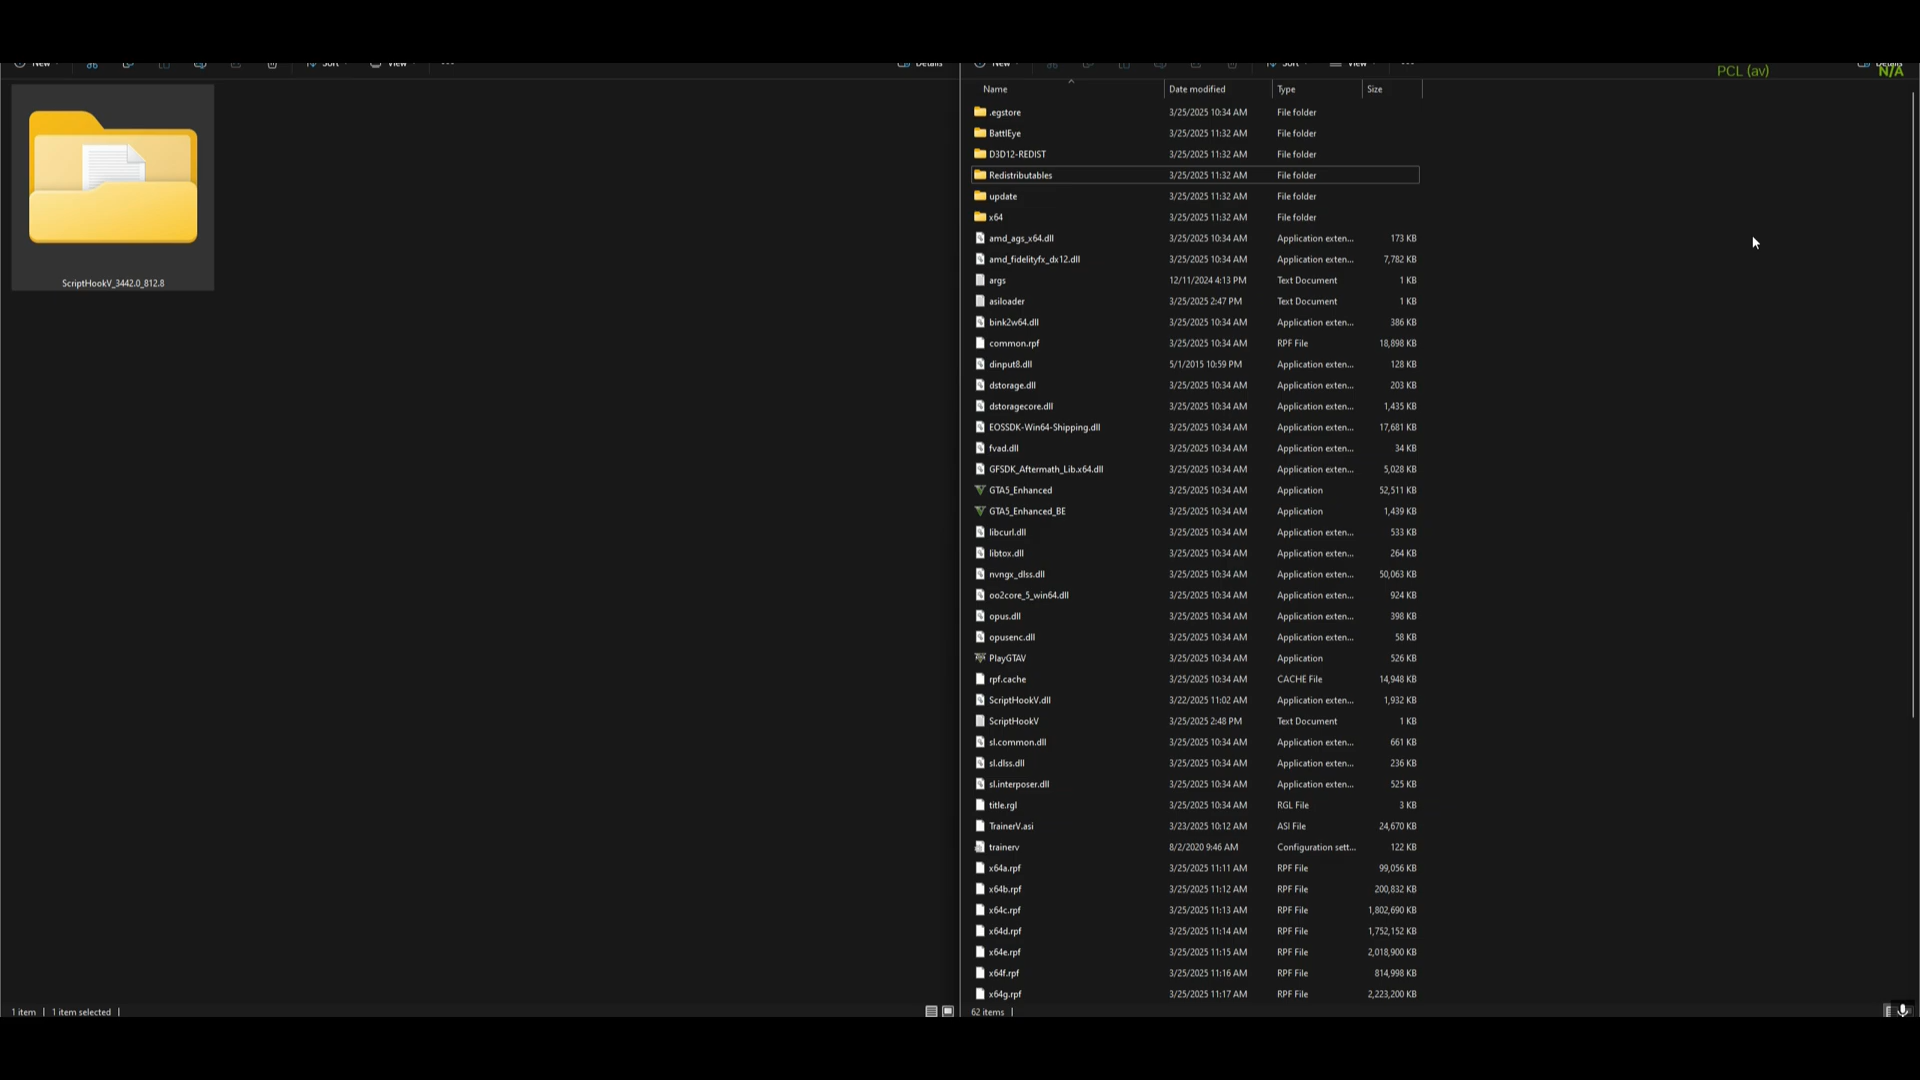 New
Sort
View
Details
ScriptHookV_3442.0_812.8
1 item
1 item selected
New
Sort
View
Details
PCL (av)
N/A
Name Date modified Type Size
.egstore 3/25/2025 10:34 AM File folder
BattlEye 3/25/2025 11:32 AM File folder
D3D12-REDIST 3/25/2025 11:32 AM File folder
Redistributables 3/25/2025 11:32 AM File folder
update 3/25/2025 11:32 AM File folder
x64 3/25/2025 11:32 AM File folder
amd_ags_x64.dll 3/25/2025 10:34 AM Application exten... 173 KB
amd_fidelityfx_dx12.dll 3/25/2025 10:34 AM Application exten... 7,782 KB
args 12/11/2024 4:13 PM Text Document 1 KB
asiloader 3/25/2025 2:47 PM Text Document 1 KB
bink2w64.dll 3/25/2025 10:34 AM Application exten... 386 KB
common.rpf 3/25/2025 10:34 AM RPF File 18,898 KB
dinput8.dll 5/1/2015 10:59 PM Application exten... 128 KB
dstorage.dll 3/25/2025 10:34 AM Application exten... 203 KB
dstoragecore.dll 3/25/2025 10:34 AM Application exten... 1,435 KB
EOSSDK-Win64-Shipping.dll 3/25/2025 10:34 AM Application exten... 17,681 KB
fvad.dll 3/25/2025 10:34 AM Application exten... 34 KB
GFSDK_Aftermath_Lib.x64.dll 3/25/2025 10:34 AM Application exten... 5,028 KB
GTA5_Enhanced 3/25/2025 10:34 AM Application 52,511 KB
GTA5_Enhanced_BE 3/25/2025 10:34 AM Application 1,439 KB
libcurl.dll 3/25/2025 10:34 AM Application exten... 533 KB
libtox.dll 3/25/2025 10:34 AM Application exten... 264 KB
nvngx_dlss.dll 3/25/2025 10:34 AM Application exten... 50,063 KB
oo2core_5_win64.dll 3/25/2025 10:34 AM Application exten... 924 KB
opus.dll 3/25/2025 10:34 AM Application exten... 398 KB
opusenc.dll 3/25/2025 10:34 AM Application exten... 58 KB
PlayGTAV 3/25/2025 10:34 AM Application 526 KB
rpf.cache 3/25/2025 10:34 AM CACHE File 14,948 KB
ScriptHookV.dll 3/22/2025 11:02 AM Application exten... 1,932 KB
ScriptHookV 3/25/2025 2:48 PM Text Document 1 KB
sl.common.dll 3/25/2025 10:34 AM Application exten... 661 KB
sl.dlss.dll 3/25/2025 10:34 AM Application exten... 236 KB
sl.interposer.dll 3/25/2025 10:34 AM Application exten... 525 KB
title.rgl 3/25/2025 10:34 AM RGL File 3 KB
TrainerV.asi 3/23/2025 10:12 AM ASI File 24,670 KB
trainerv 8/2/2020 9:46 AM Configuration sett... 122 KB
x64a.rpf 3/25/2025 11:11 AM RPF File 99,056 KB
x64b.rpf 3/25/2025 11:12 AM RPF File 200,832 KB
x64c.rpf 3/25/2025 11:13 AM RPF File 1,802,690 KB
x64d.rpf 3/25/2025 11:14 AM RPF File 1,752,152 KB
x64e.rpf 3/25/2025 11:15 AM RPF File 2,018,900 KB
x64f.rpf 3/25/2025 11:16 AM RPF File 814,998 KB
x64g.rpf 3/25/2025 11:17 AM RPF File 2,223,200 KB
62 items